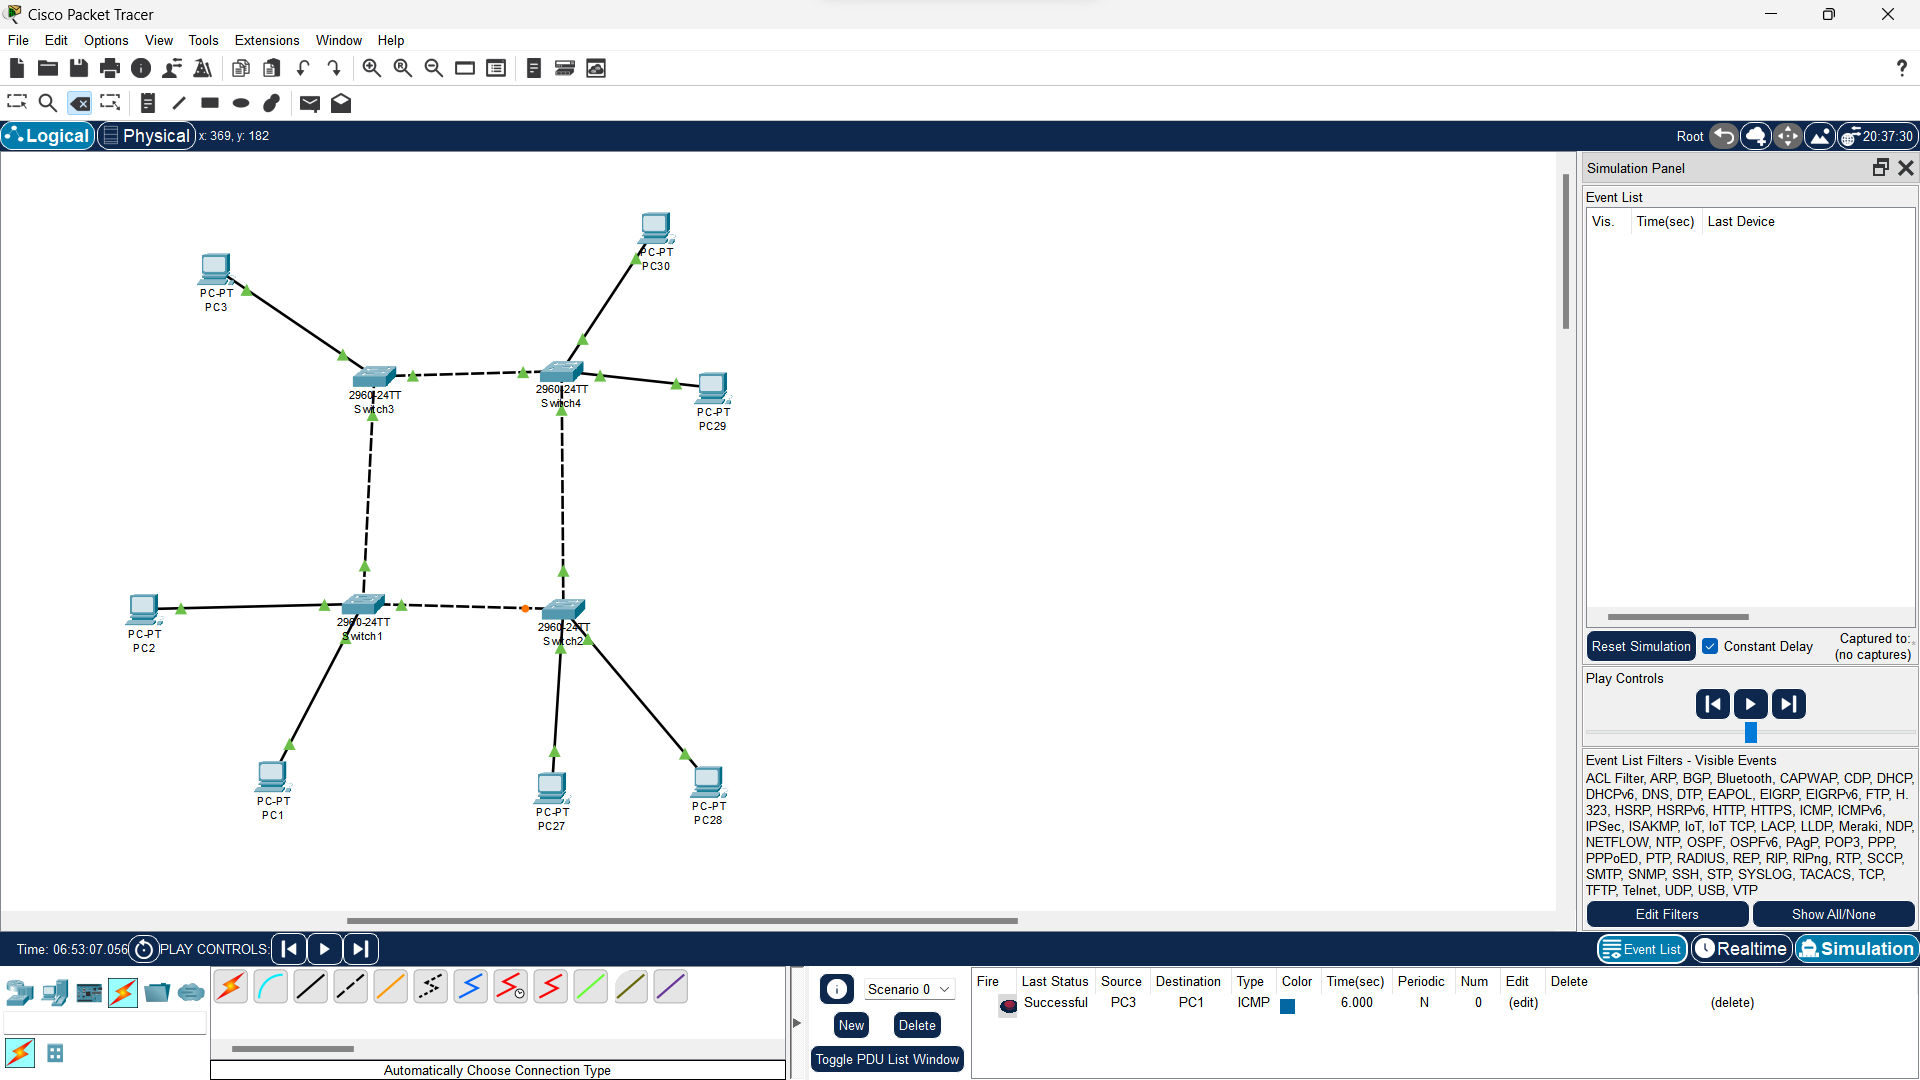 Cisco Packet Tracer
File Edit Options View Tools Extensions Window Help
?
Logical Physical x: 369, y: 182 Root 20:37:30
Simulation Panel
Event List
Vis. Time(sec) Last Device
PC-PT
PC30
PC-PT
PC3
2960-24TT
Switch3
2960-24TT
Switch4
PC-PT
PC29
PC-PT
PC2
2960-24TT
Switch1
2960-24TT
Switch2
PC-PT
PC1
PC-PT
PC27
PC-PT
PC28
Reset Simulation Constant Delay Captured to:
(no captures)
Play Controls
Event List Filters - Visible Events
ACL Filter, ARP, BGP, Bluetooth, CAPWAP, CDP, DHCP,
DHCPv6, DNS, DTP, EAPOL, EIGRP, EIGRPv6, FTP, H.
323, HSRP, HSRPv6, HTTP, HTTPS, ICMP, ICMPv6,
IPSec, ISAKMP, IoT, IoT TCP, LACP, LLDP, Meraki, NDP,
NETFLOW, NTP, OSPF, OSPFv6, PAgP, POP3, PPP,
PPPoED, PTP, RADIUS, REP, RIP, RIPng, RTP, SCCP,
SMTP, SNMP, SSH, STP, SYSLOG, TACACS, TCP,
TFTP, Telnet, UDP, USB, VTP
Edit Filters Show All/None
Time: 06:53:07.056 PLAY CONTROLS: Event List Realtime Simulation
Scenario 0
New Delete
Toggle PDU List Window
Fire Last Status Source Destination Type Color Time(sec) Periodic Num Edit Delete
Successful PC3 PC1 ICMP 6.000 N 0 (edit) (delete)
Automatically Choose Connection Type